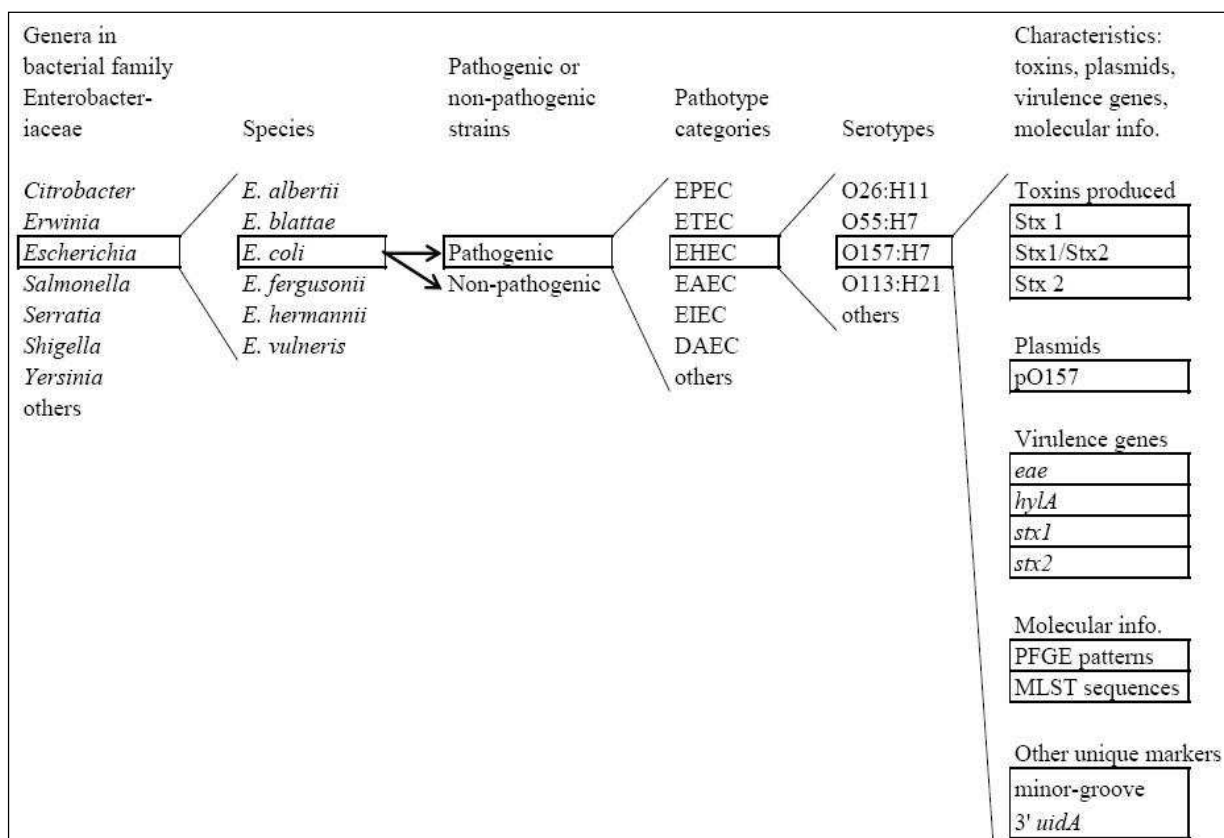 Genera in
bacterial family
Enterobacter-
iaceae
Species
Pathogenic or
non-pathogenic
strains
Pathotype
categories
Serotypes
Characteristics:
toxins, plasmids,
virulence genes,
molecular info.
Citrobacter
Erwinia
Escherichia
Salmonella
Serratia
Shigella
Yersinia
others
E. albertii
E. blattae
E. coli
E. fergusonii
E. hermannii
E. vulneris
Pathogenic
Non-pathogenic
EPEC
ETEC
EHEC
EAEC
EIEC
DAEC
others
O26:H11
O55:H7
O157:H7
O113:H21
others
Toxins produced
Stx 1
Stx1/Stx2
Stx 2
Plasmids
pO157
Virulence genes
eae
hylA
stx1
stx2
Molecular info.
PFGE patterns
MLST sequences
Other unique markers
minor-groove
3' uidA